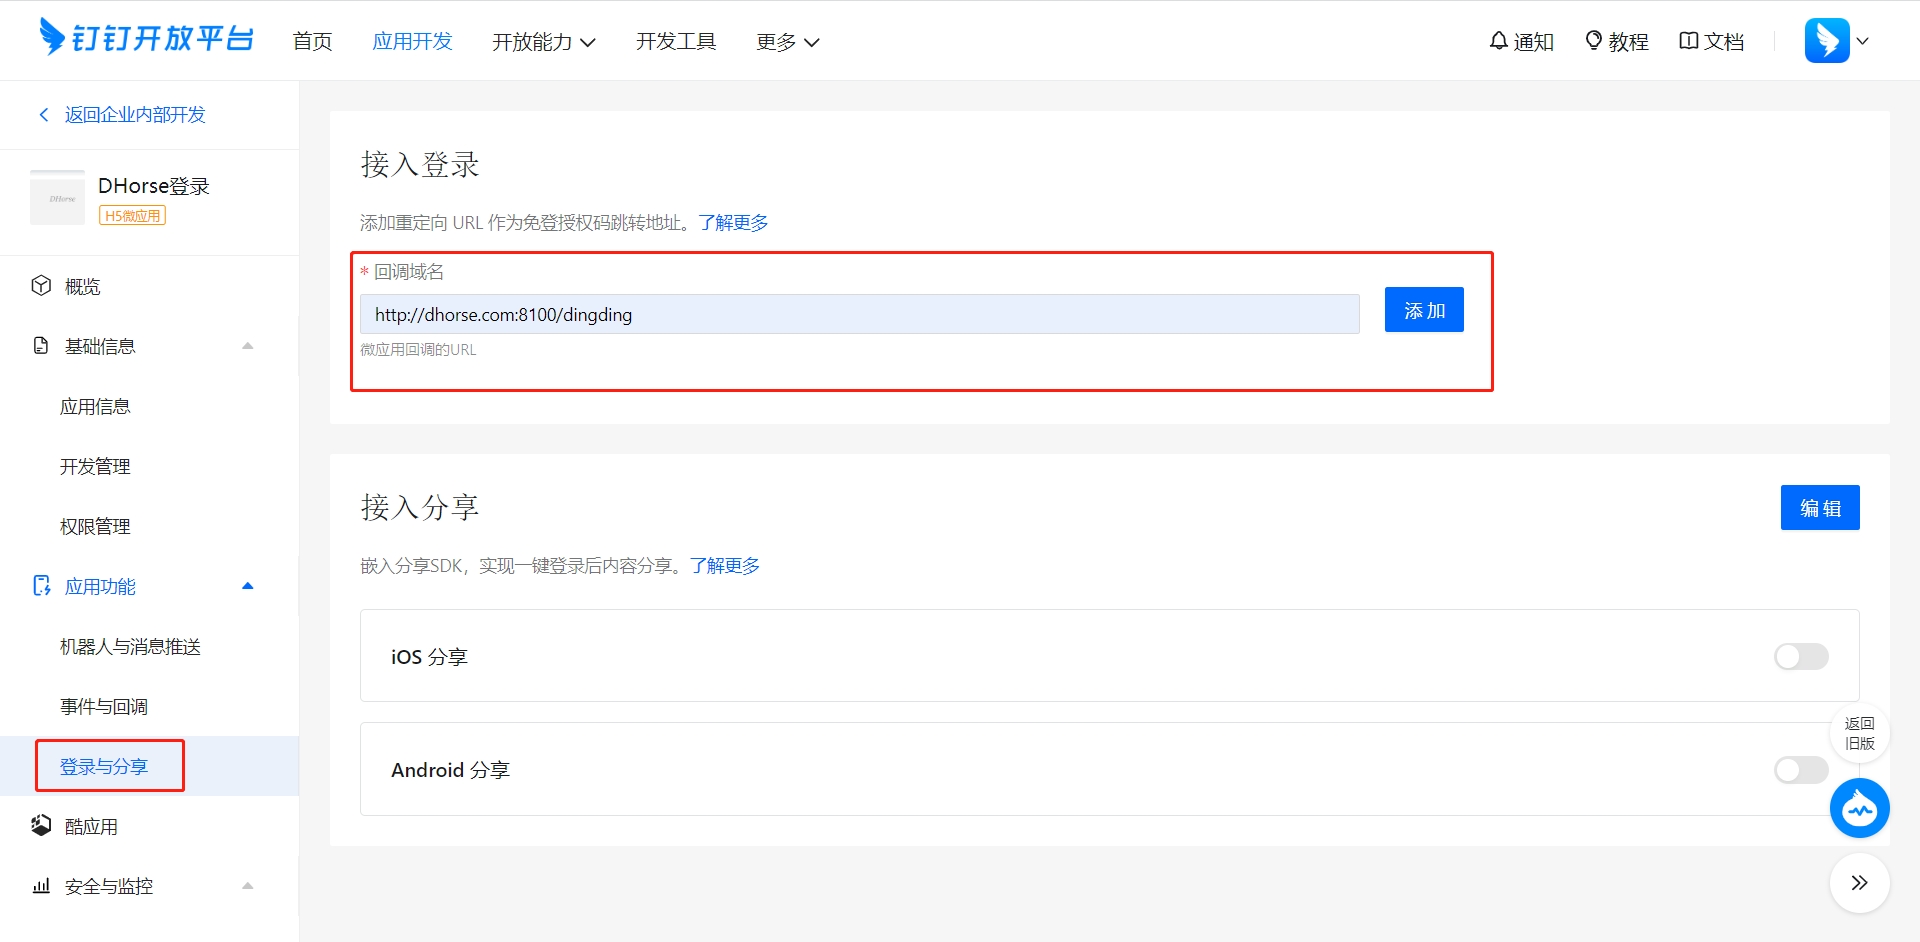 钉钉开放平台 首页 应用开发 开放能力 开发工具 更多 通知 教程 文档
返回企业内部开发
DHorse
DHorse登录
H5微应用
概览
基础信息
应用信息
开发管理
权限管理
应用功能
机器人与消息推送
事件与回调
登录与分享
酷应用
安全与监控
接入登录
添加重定向 URL 作为免登授权码跳转地址。了解更多
* 回调域名
http://dhorse.com:8100/dingding
添加
微应用回调的URL
接入分享
编辑
嵌入分享SDK，实现一键登录后内容分享。了解更多
iOS 分享
Android 分享
返回
旧版